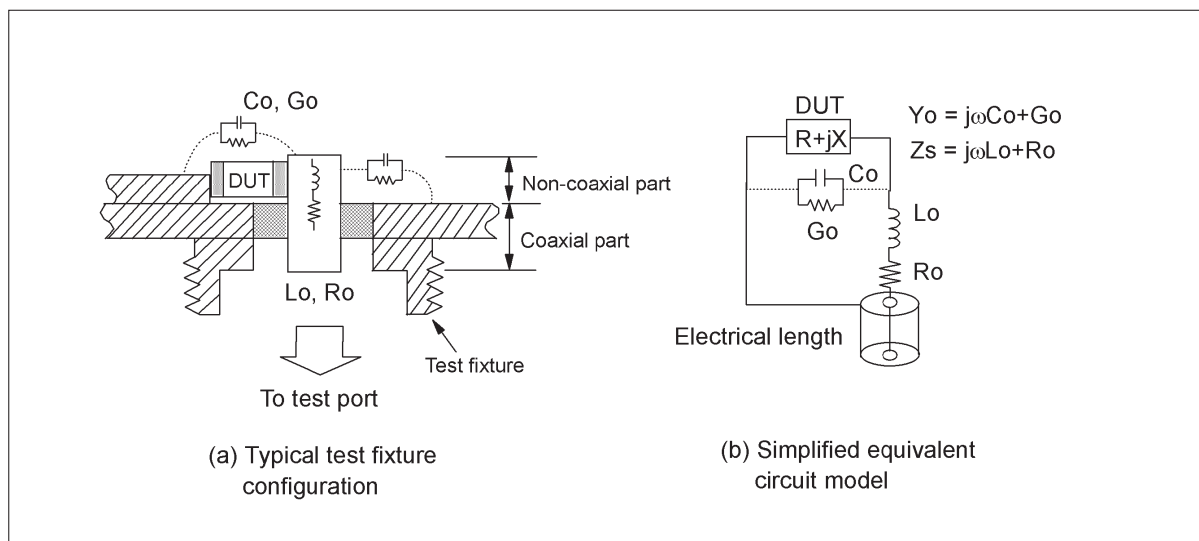 Co, Go
DUT
Non-coaxial part
Coaxial part
Lo, Ro
Test fixture
To test port
(a) Typical test fixture
configuration
DUT
R+jX
Yo = jωCo+Go
Zs = jωLo+Ro
Co
Go
Lo
Ro
Electrical length
(b) Simplified equivalent
circuit model